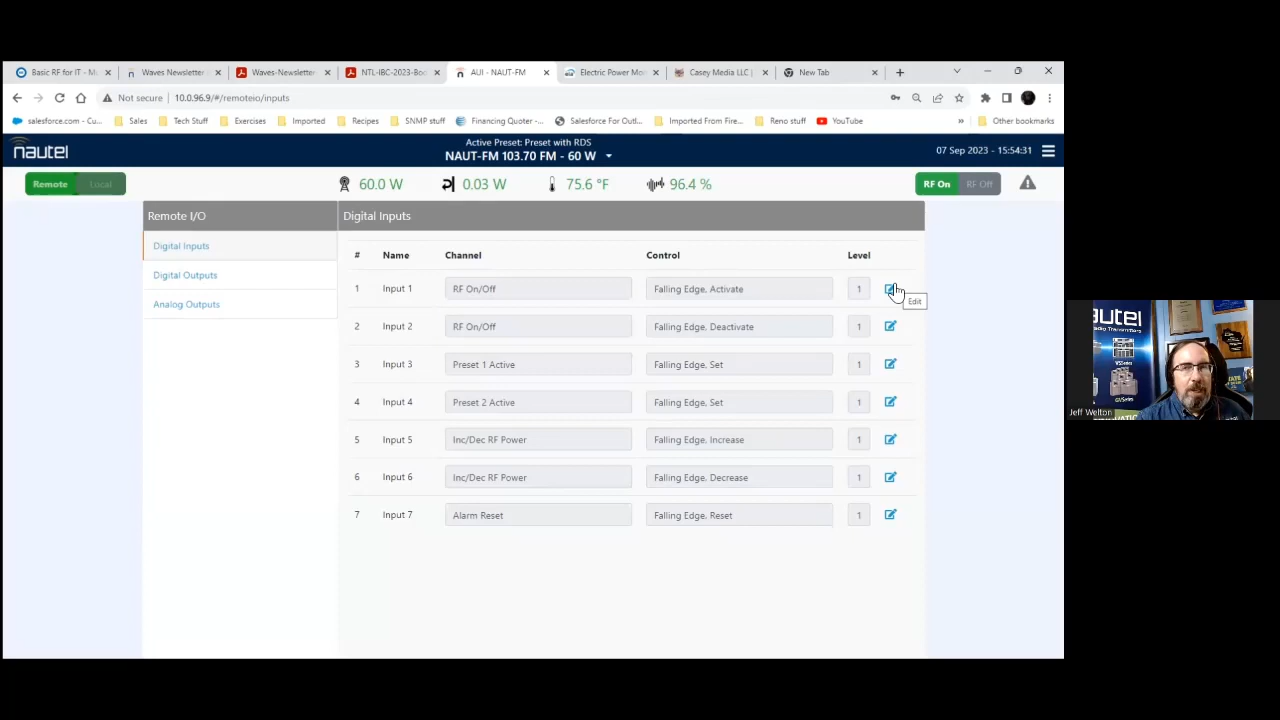 Basic RF for IT - M
Waves Newsletter
Waves-Newsletter
NTL-IBC-2023-Boo
AUI - NAUT-FM
Electric Power Mo
Casey Media LLC |
New Tab
Not secure
10.0.96.9/#/remoteio/inputs
salesforce.com - Cu...
Sales
Tech Stuff
Exercises
Imported
Recipes
SNMP stuff
Financing Quoter -...
Salesforce For Outl...
Imported From Fire...
Reno stuff
YouTube
»
Other bookmarks
nautel
Active Preset: Preset with RDS
NAUT-FM 103.70 FM - 60 W
07 Sep 2023 - 15:54:31
Remote Local
60.0 W
0.03 W
75.6 °F
96.4 %
RF On RF Off
Remote I/O
Digital Inputs
Digital Outputs
Analog Outputs
Digital Inputs
# Name Channel Control Level
1 Input 1 RF On/Off Falling Edge, Activate 1
Edit
2 Input 2 RF On/Off Falling Edge, Deactivate 1
3 Input 3 Preset 1 Active Falling Edge, Set 1
4 Input 4 Preset 2 Active Falling Edge, Set 1
5 Input 5 Inc/Dec RF Power Falling Edge, Increase 1
6 Input 6 Inc/Dec RF Power Falling Edge, Decrease 1
7 Input 7 Alarm Reset Falling Edge, Reset 1
autel
Jeff Welton